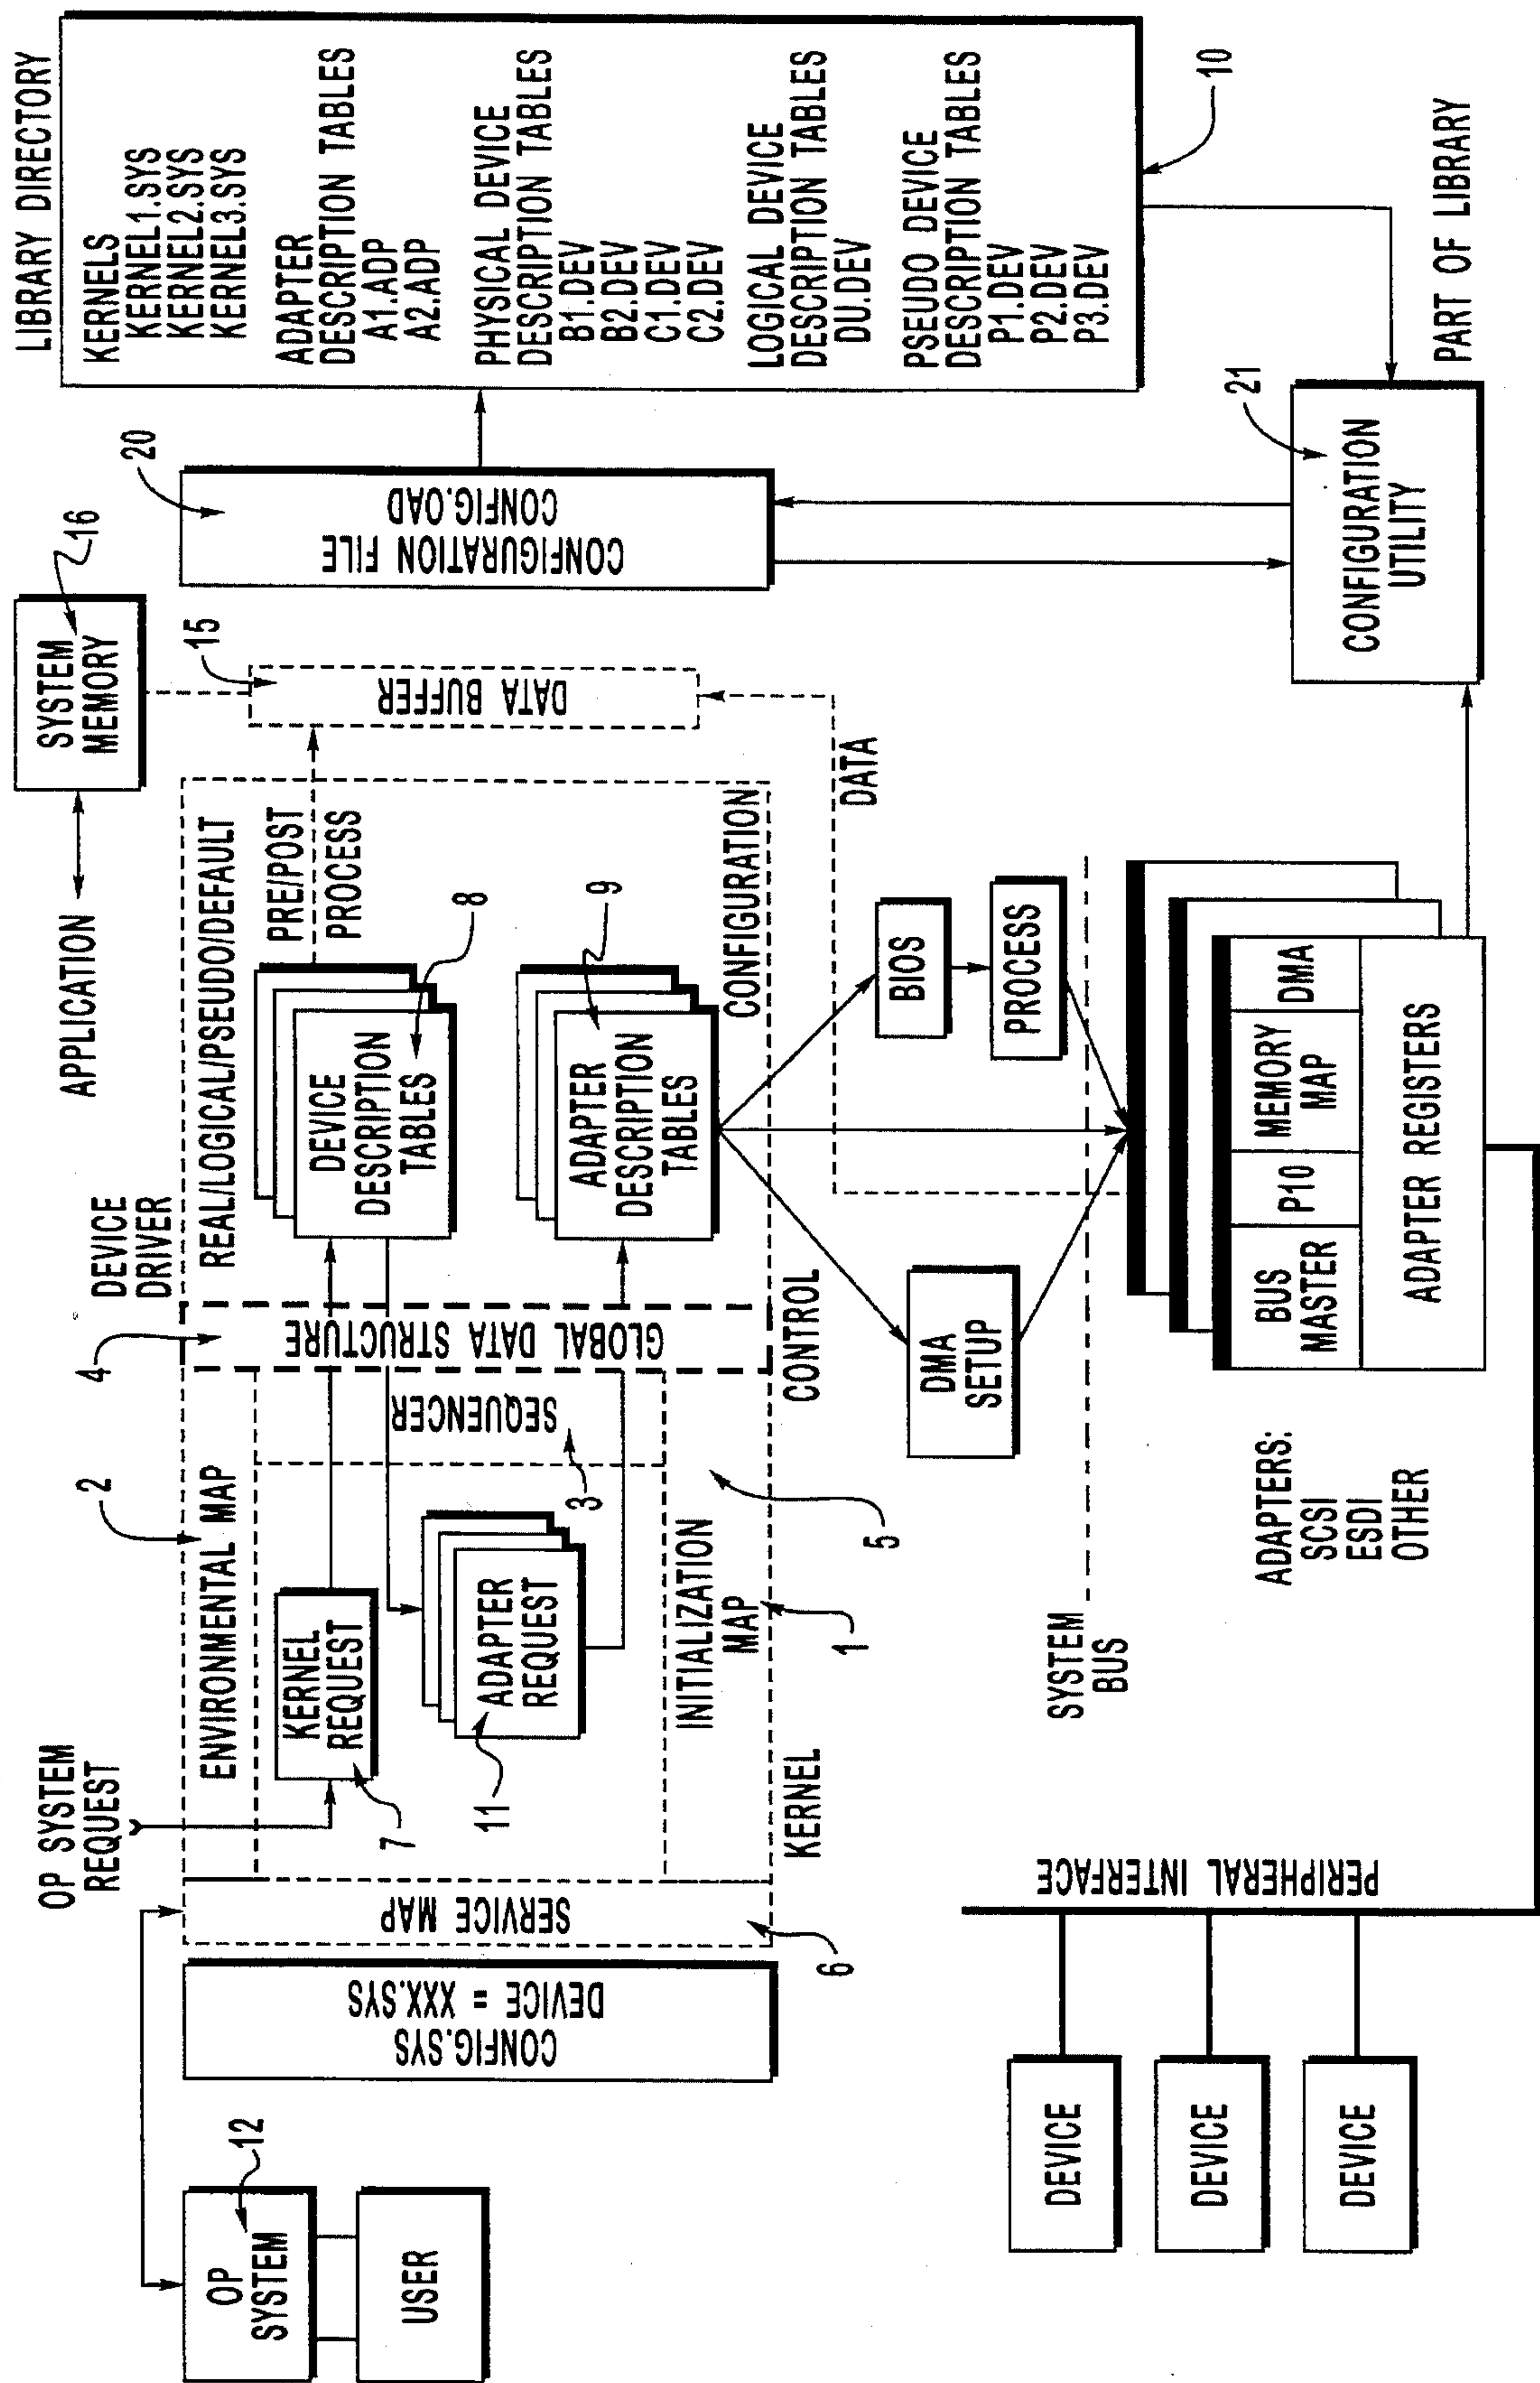 OP
SYSTEM
12
USER
CONFIG.SYS
DEVICE = XXX.SYS
SERVICE MAP
6
OP SYSTEM
REQUEST
ENVIRONMENTAL MAP
2
KERNEL
REQUEST
7
ADAPTER
REQUEST
11
SEQUENCER
3
INITIALIZATION
MAP
1
5
KERNEL
GLOBAL DATA STRUCTURE
4
CONTROL
DEVICE
DRIVER
REAL/LOGICAL/PSEUDO/DEFAULT
DEVICE
DESCRIPTION
TABLES
8
PRE/POST
PROCESS
ADAPTER
DESCRIPTION
TABLES
9
CONFIGURATION
APPLICATION
SYSTEM
MEMORY
16
DATA BUFFER
15
DATA
CONFIGURATION FILE
CONFIG.OAD
20
LIBRARY DIRECTORY
KERNELS
KERNEL1.SYS
KERNEL2.SYS
KERNEL3.SYS
ADAPTER
DESCRIPTION TABLES
A1.ADP
A2.ADP
PHYSICAL DEVICE
DESCRIPTION TABLES
B1.DEV
B2.DEV
C1.DEV
C2.DEV
LOGICAL DEVICE
DESCRIPTION TABLES
DU.DEV
PSEUDO DEVICE
DESCRIPTION TABLES
P1.DEV
P2.DEV
P3.DEV
10
CONFIGURATION
UTILITY
21
PART OF LIBRARY
DMA
SETUP
BIOS
PROCESS
SYSTEM
BUS
BUS
MASTER
P10
MEMORY
MAP
DMA
ADAPTER REGISTERS
ADAPTERS:
SCSI
ESDI
OTHER
PERIPHERAL INTERFACE
DEVICE
DEVICE
DEVICE